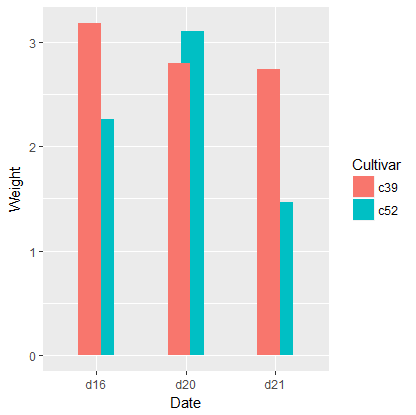 Weight
3
2
1
0
d16 d20 d21
Date
Cultivar
c39
c52